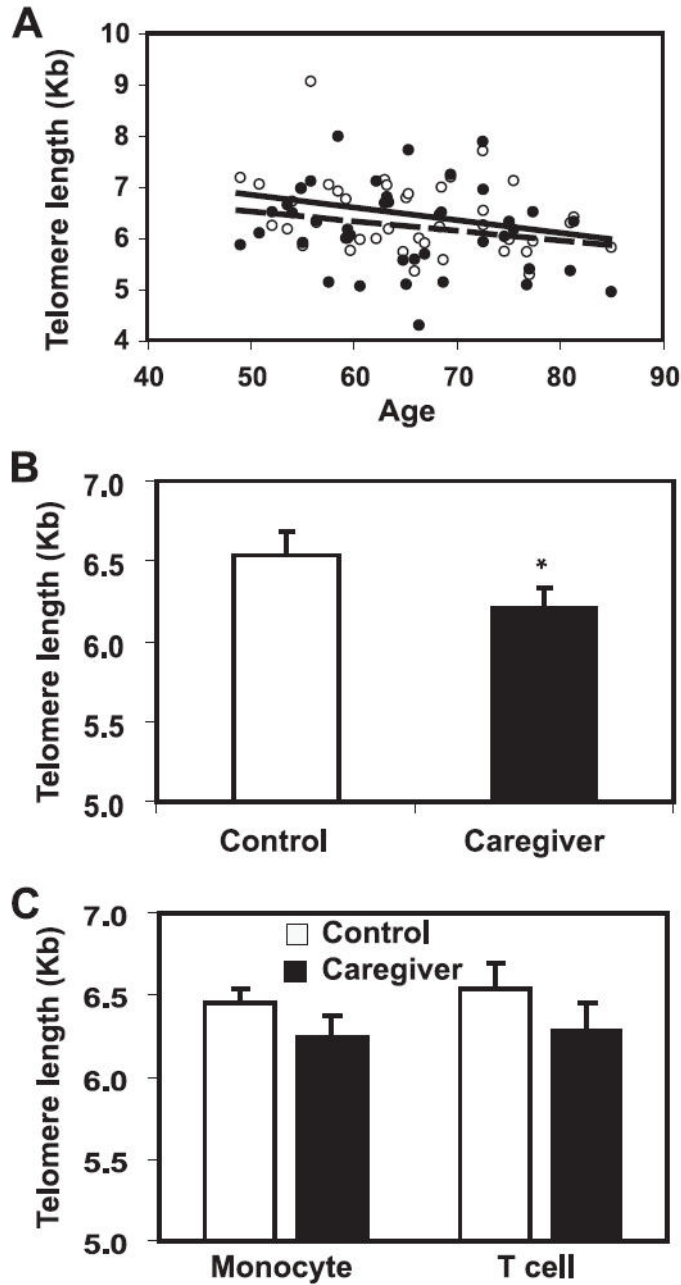 A
Telomere length (Kb)
10
9
8
7
6
5
4
40 50 60 70 80 90
Age
B
Telomere length (Kb)
7.0
6.5
6.0
5.5
5.0
*
Control Caregiver
C
Telomere length (Kb)
7.0
6.5
6.0
5.5
5.0
Control
Caregiver
Monocyte T cell